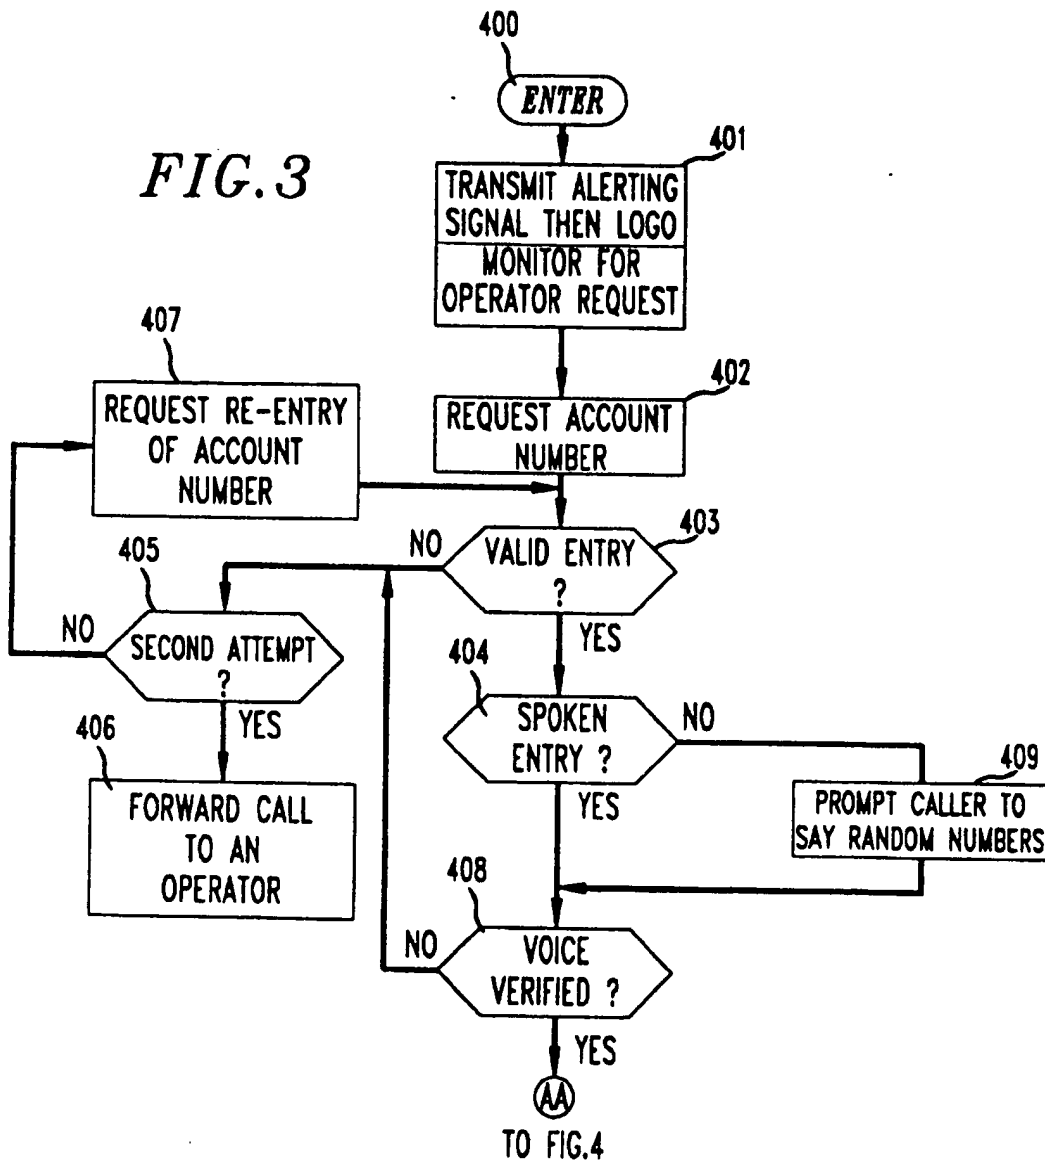 400
ENTER
FIG.3
401
TRANSMIT ALERTING
SIGNAL THEN LOGO
MONITOR FOR
OPERATOR REQUEST
407
REQUEST RE-ENTRY
OF ACCOUNT
NUMBER
402
REQUEST ACCOUNT
NUMBER
403
NO
VALID ENTRY
?
YES
405
NO
SECOND ATTEMPT
?
YES
404
SPOKEN
ENTRY ?
NO
YES
406
FORWARD CALL
TO AN
OPERATOR
409
PROMPT CALLER TO
SAY RANDOM NUMBERS
408
NO
VOICE
VERIFIED ?
YES
AA
TO FIG.4